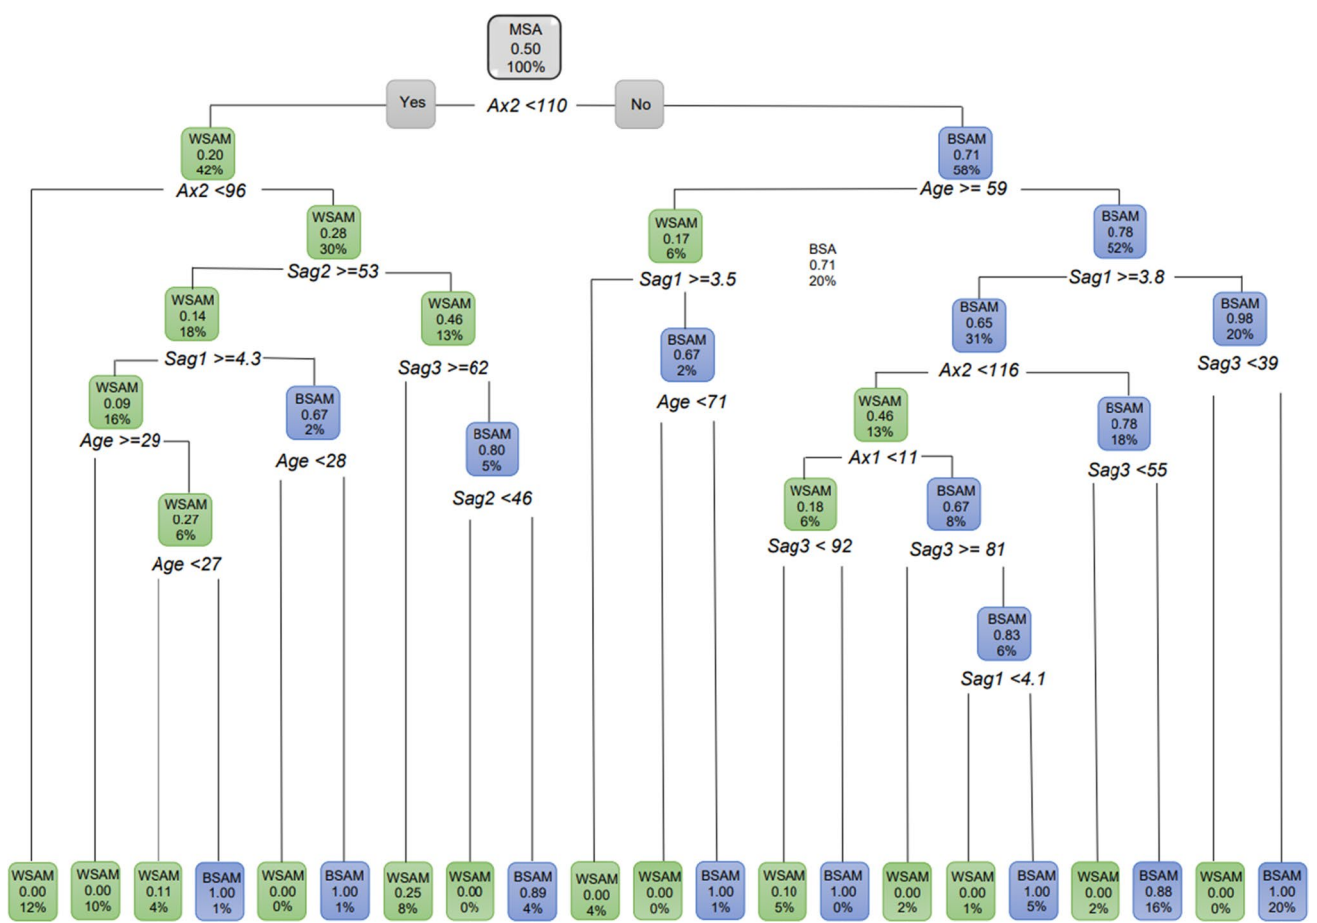 MSA
0.50
100%
Yes
Ax2 <110
No
WSAM
0.20
42%
BSAM
0.71
58%
Ax2 <96
Age >= 59
WSAM
0.28
30%
WSAM
0.17
6%
BSA
0.71
20%
BSAM
0.78
52%
Sag2 >=53
Sag1 >=3.5
Sag1 >=3.8
WSAM
0.14
18%
WSAM
0.46
13%
BSAM
0.67
2%
BSAM
0.65
31%
BSAM
0.98
20%
Sag1 >=4.3
Sag3 >=62
Age <71
Ax2 <116
Sag3 <39
WSAM
0.09
16%
BSAM
0.67
2%
BSAM
0.80
5%
WSAM
0.46
13%
BSAM
0.78
18%
Age >=29
Age <28
Sag2 <46
Ax1 <11
Sag3 <55
WSAM
0.27
6%
WSAM
0.18
6%
BSAM
0.67
8%
Age <27
Sag3 < 92
Sag3 >= 81
BSAM
0.83
6%
Sag1 <4.1
WSAM
0.00
12%
WSAM
0.00
10%
WSAM
0.11
4%
BSAM
1.00
1%
WSAM
0.00
0%
BSAM
1.00
1%
WSAM
0.25
8%
WSAM
0.00
0%
BSAM
0.89
4%
WSAM
0.00
4%
WSAM
0.00
0%
BSAM
1.00
1%
WSAM
0.10
5%
BSAM
1.00
0%
WSAM
0.00
2%
WSAM
0.00
1%
BSAM
1.00
5%
WSAM
0.00
2%
BSAM
0.88
16%
WSAM
0.00
0%
BSAM
1.00
20%